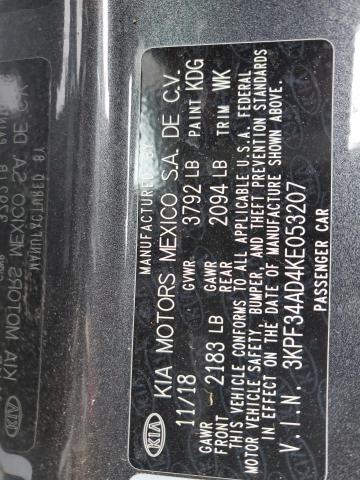 MANUFACTURED BY
KIA KIA MOTORS MEXICO S.A. DE C.V.
11/18 GVWR 3792 LB PAINT KDG
GAWR FRONT 2183 LB GAWR REAR 2094 LB TRIM WK
THIS VEHICLE CONFORMS TO ALL APPLICABLE U.S.A. FEDERAL
MOTOR VEHICLE SAFETY, BUMPER, AND THEFT PREVENTION STANDARDS
IN EFFECT ON THE DATE OF MANUFACTURE SHOWN ABOVE.
V.I.N. 3KPF34AD4KE053207
PASSENGER CAR